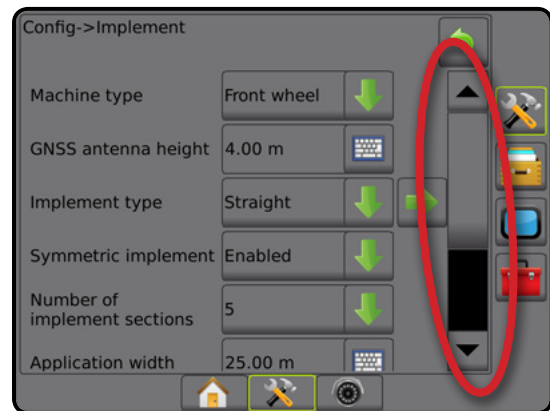 Config->Implement
Machine type Front wheel
GNSS antenna height 4.00 m
Implement type Straight
Symmetric implement Enabled
Number of
implement sections 5
Application width 25.00 m